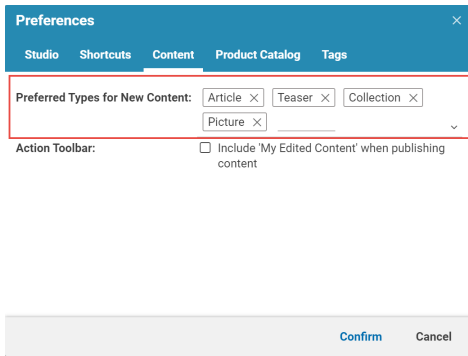 Preferences
Studio Shortcuts Content Product Catalog Tags
Preferred Types for New Content: Article Teaser Collection
Picture
Action Toolbar: Include 'My Edited Content' when publishing
content
Confirm Cancel